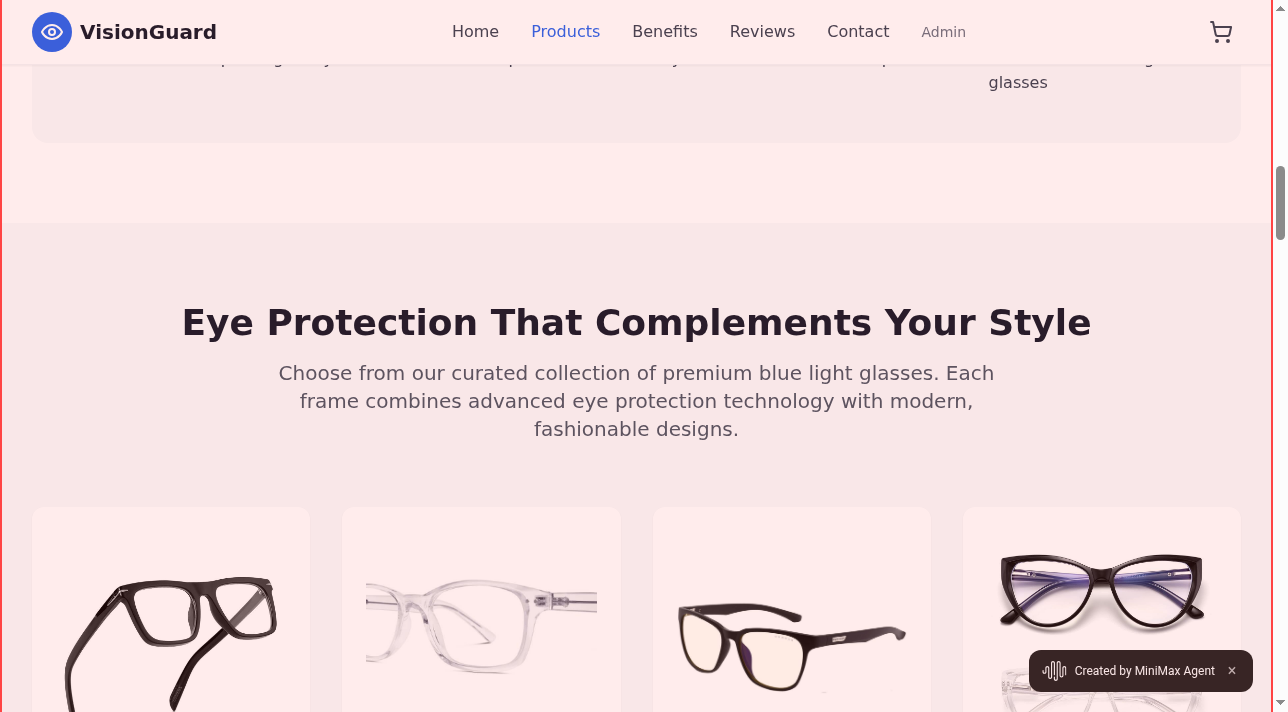 VisionGuard
Home
Products
Benefits
Reviews
Contact
Admin
glasses
Eye Protection That Complements Your Style
Choose from our curated collection of premium blue light glasses. Each
frame combines advanced eye protection technology with modern,
fashionable designs.
Created by MiniMax Agent